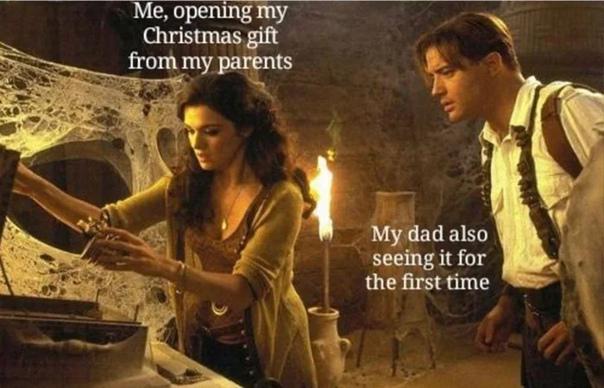 Me, opening my
Christmas gift
from my parents
My dad also
seeing it for
the first time